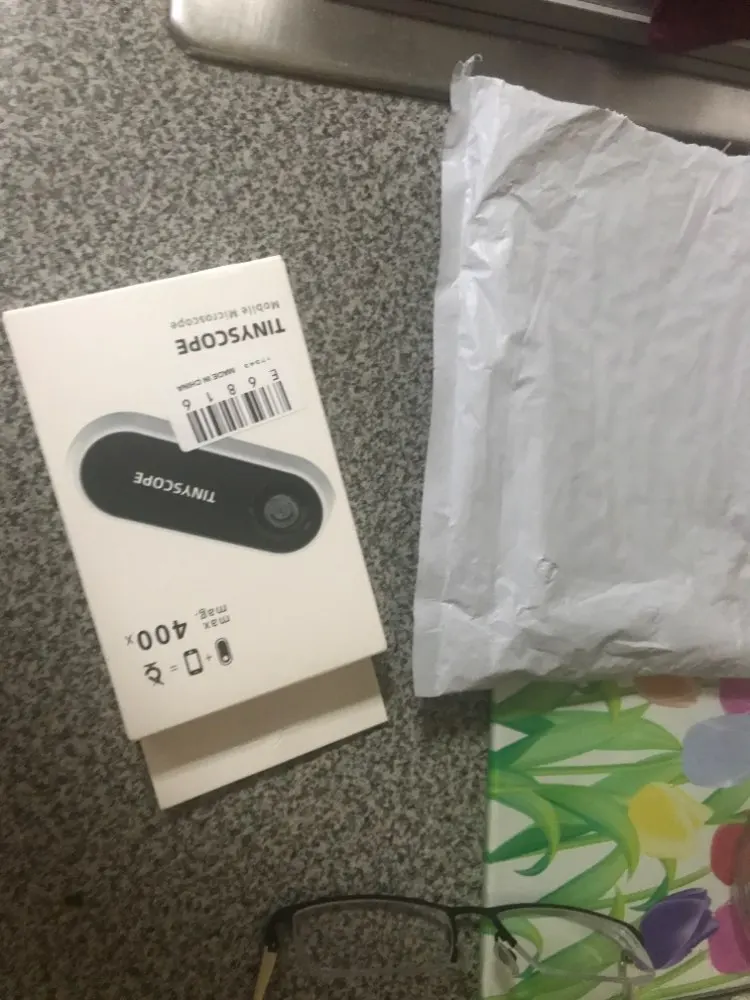 TINYSCOPE
Mobile Microscope
E 6 8 1 6
MADE IN CHINA
TINYSCOPE
max
mag. 400x
+ =